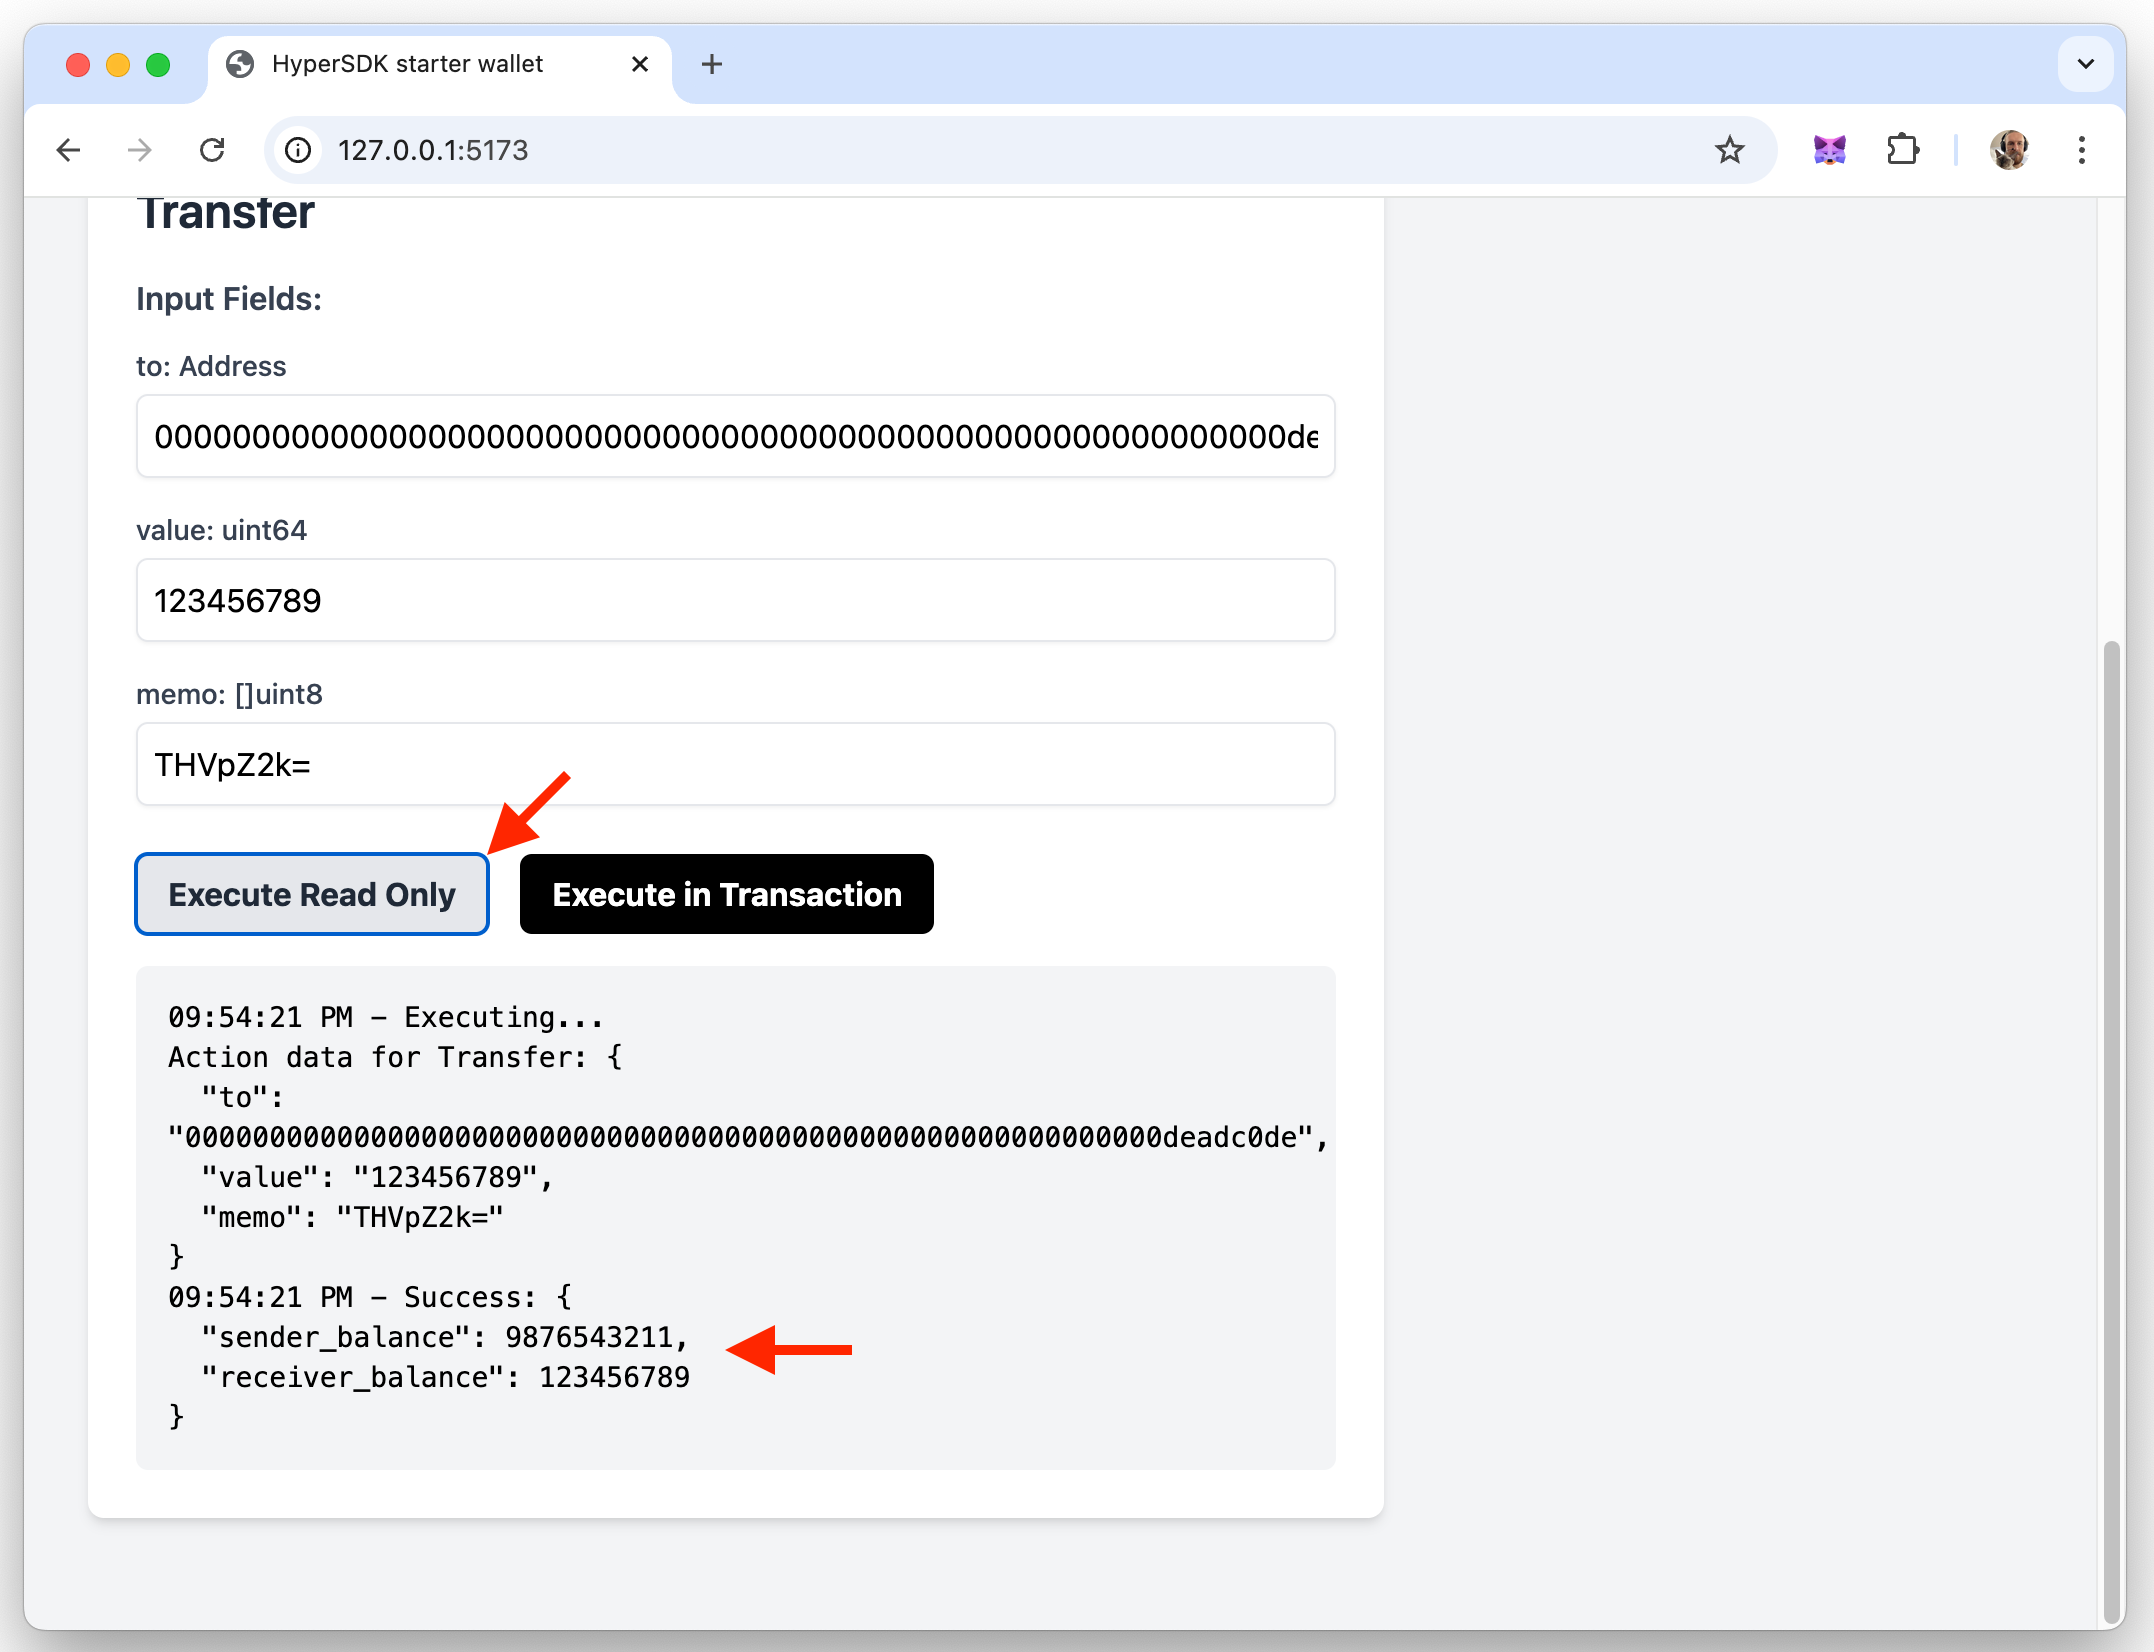 HyperSDK starter wallet
127.0.0.1:5173
Transfer
Input Fields:
to: Address
0000000000000000000000000000000000000000000000000000000000de
value: uint64
123456789
memo: []uint8
THVpZ2k=
Execute Read Only
Execute in Transaction
09:54:21 PM – Executing...
Action data for Transfer: {
"to":
"0000000000000000000000000000000000000000000000000000000000deadc0de",
"value": "123456789",
"memo": "THVpZ2k="
}
09:54:21 PM – Success: {
"sender_balance": 9876543211,
"receiver_balance": 123456789
}